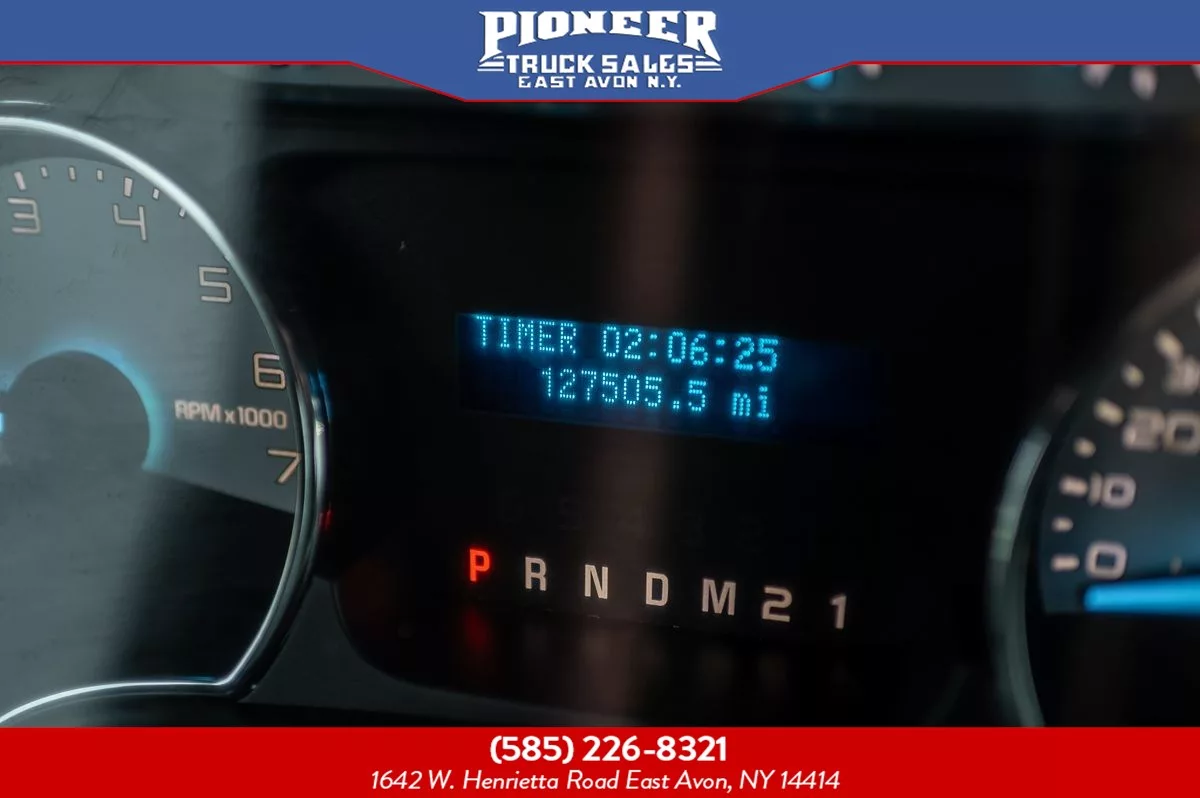 PIONEER
TRUCK SALES
EAST AVON N.Y.
3
4
5
6
RPM x1000
7
TIMER 02:06:25
127505.5 mi
P R N D M 2 1
20
10
0
(585) 226-8321
1642 W. Henrietta Road East Avon, NY 14414